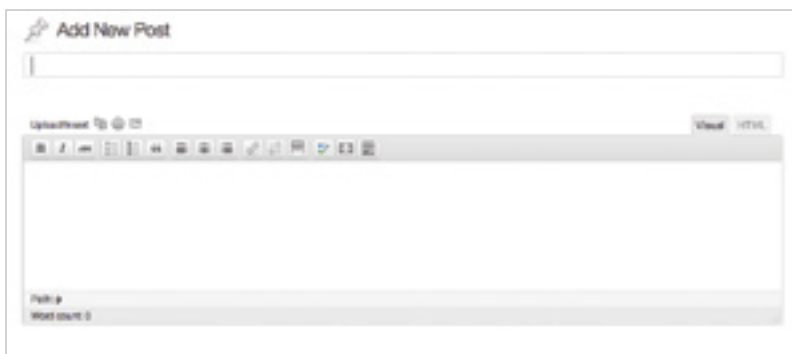 Add New Post
Upload/Insert
Visual HTML
Path: p
Word count: 0